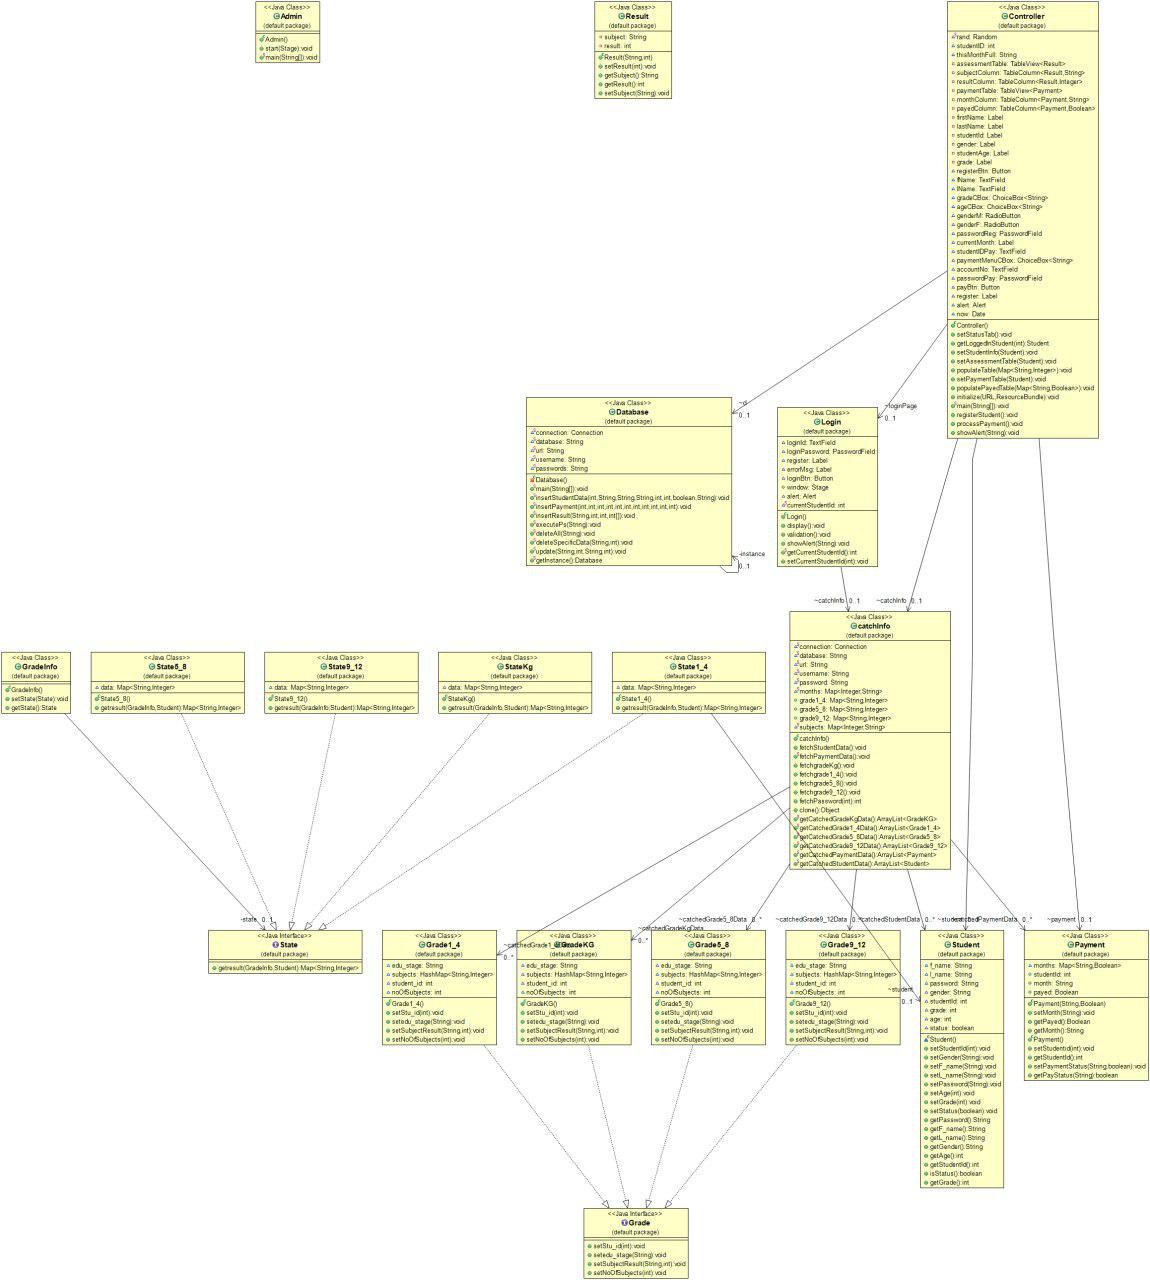 <<Java Class>>
Admin
(default package)
Admin()
start(Stage):void
main(String[]):void
<<Java Class>>
Result
(default package)
subject: String
result: int
Result(String,int)
setResult(int):void
getSubject():String
getResult():int
setSubject(String):void
<<Java Class>>
Controller
(default package)
rand: Random
studentID: int
thisMonthFull: String
assessmentTable: TableView<Result>
subjectColumn: TableColumn<Result,String>
resultColumn: TableColumn<Result,Integer>
paymentTable: TableView<Payment>
monthColumn: TableColumn<Payment,String>
payedColumn: TableColumn<Payment,Boolean>
firstName: Label
lastName: Label
studentId: Label
gender: Label
studentAge: Label
grade: Label
registerBtn: Button
fName: TextField
lName: TextField
gradeCBox: ChoiceBox<String>
ageCBox: ChoiceBox<String>
genderM: RadioButton
genderF: RadioButton
passwordReg: PasswordField
currentMonth: Label
studentIDPay: TextField
paymentMenuCBox: ChoiceBox<String>
accountNo: TextField
passwordPay: PasswordField
payBtn: Button
register: Label
alert: Alert
now: Date
Controller()
setStatusTab():void
getLoggedInStudent(int):Student
setStudentInfo(Student):void
setAssessmentTable(Student):void
populateTable(Map<String,Integer>):void
setPaymentTable(Student):void
populatePayedTable(Map<String,Boolean>):void
initialize(URL,ResourceBundle):void
main(String[]):void
registerStudent():void
processPayment():void
showAlert(String):void
~d
0..1
~loginPage
0..1
<<Java Class>>
Database
(default package)
connection: Connection
database: String
url: String
username: String
passwords: String
Database()
main(String[]):void
insertStudentData(int,String,String,String,int,int,boolean,String):void
insertPayment(int,int,int,int,int,int,int,int,int,int,int):void
insertResult(String,int,int,int[]):void
executePs(String):void
deleteAll(String):void
deleteSpecificData(String,int):void
update(String,int,String,int):void
getInstance():Database
-instance
0..1
<<Java Class>>
Login
(default package)
loginId: TextField
loginPassword: PasswordField
register: Label
errorMsg: Label
loginBtn: Button
window: Stage
alert: Alert
currentStudentId: int
Login()
display():void
validation():void
showAlert(String):void
getCurrentStudentId():int
setCurrentStudentId(int):void
~catchInfo 0..1
~catchInfo 0..1
<<Java Class>>
catchInfo
(default package)
connection: Connection
database: String
url: String
username: String
password: String
months: Map<Integer,String>
grade1_4: Map<String,Integer>
grade5_8: Map<String,Integer>
grade9_12: Map<String,Integer>
subjects: Map<Integer,String>
catchInfo()
fetchStudentData():void
fetchPaymentData():void
fetchgradeKg():void
fetchgrade1_4():void
fetchgrade5_8():void
fetchgrade9_12():void
fetchPassword(int):int
clone():Object
getCatchedGradeKgData():ArrayList<GradeKG>
getCatchedGrade1_4Data():ArrayList<Grade1_4>
getCatchedGrade5_8Data():ArrayList<Grade5_8>
getCatchedGrade9_12Data():ArrayList<Grade9_12>
getCatchedPaymentData():ArrayList<Payment>
getCatchedStudentData():ArrayList<Student>
<<Java Class>>
GradeInfo
(default package)
GradeInfo()
setState(State):void
getState():State
<<Java Class>>
State5_8
(default package)
data: Map<String,Integer>
State5_8()
getresult(GradeInfo,Student):Map<String,Integer>
<<Java Class>>
State9_12
(default package)
data: Map<String,Integer>
State9_12()
getresult(GradeInfo,Student):Map<String,Integer>
<<Java Class>>
StateKg
(default package)
data: Map<String,Integer>
StateKg()
getresult(GradeInfo,Student):Map<String,Integer>
<<Java Class>>
State1_4
(default package)
data: Map<String,Integer>
State1_4()
getresult(GradeInfo,Student):Map<String,Integer>
-state 0..1
~catchedGrade5_8Data 0..*
~catchedGrade9_12Data
~catchedStudentData 0..*
~payment 0..1
~catchedGradeKgData
0..*
0..*
~student
0..1
<<Java Interface>>
State
(default package)
getresult(GradeInfo,Student):Map<String,Integer>
<<Java Class>>
Grade1_4
(default package)
edu_stage: String
subjects: HashMap<String,Integer>
student_id: int
noOfSubjects: int
Grade1_4()
setStu_id(int):void
setedu_stage(String):void
setSubjectResult(String,int):void
setNoOfSubjects(int):void
<<Java Class>>
GradeKG
(default package)
edu_stage: String
subjects: HashMap<String,Integer>
student_id: int
noOfSubjects: int
GradeKG()
setStu_id(int):void
setedu_stage(String):void
setSubjectResult(String,int):void
setNoOfSubjects(int):void
<<Java Class>>
Grade5_8
(default package)
edu_stage: String
subjects: HashMap<String,Integer>
student_id: int
noOfSubjects: int
Grade5_8()
setStu_id(int):void
setedu_stage(String):void
setSubjectResult(String,int):void
setNoOfSubjects(int):void
<<Java Class>>
Grade9_12
(default package)
edu_stage: String
subjects: HashMap<String,Integer>
student_id: int
noOfSubjects: int
Grade9_12()
setStu_id(int):void
setedu_stage(String):void
setSubjectResult(String,int):void
setNoOfSubjects(int):void
<<Java Class>>
Student
(default package)
f_name: String
l_name: String
password: String
gender: String
studentId: int
grade: int
age: int
status: boolean
Student()
setStudentId(int):void
setGender(String):void
setF_name(String):void
setL_name(String):void
setPassword(String):void
setAge(int):void
setGrade(int):void
setStatus(boolean):void
getPassword():String
getF_name():String
getL_name():String
getGender():String
getAge():int
getStudentId():int
isStatus():boolean
getGrade():int
<<Java Class>>
Payment
(default package)
months: Map<String,Boolean>
studentId: int
month: String
payed: Boolean
Payment(String,Boolean)
setMonth(String):void
getPayed():Boolean
getMonth():String
Payment()
setStudentid(int):void
getStudentId():int
setPaymentStatus(String,boolean):void
getPayStatus(String):boolean
<<Java Interface>>
Grade
(default package)
setStu_id(int):void
setedu_stage(String):void
setSubjectResult(String,int):void
setNoOfSubjects(int):void